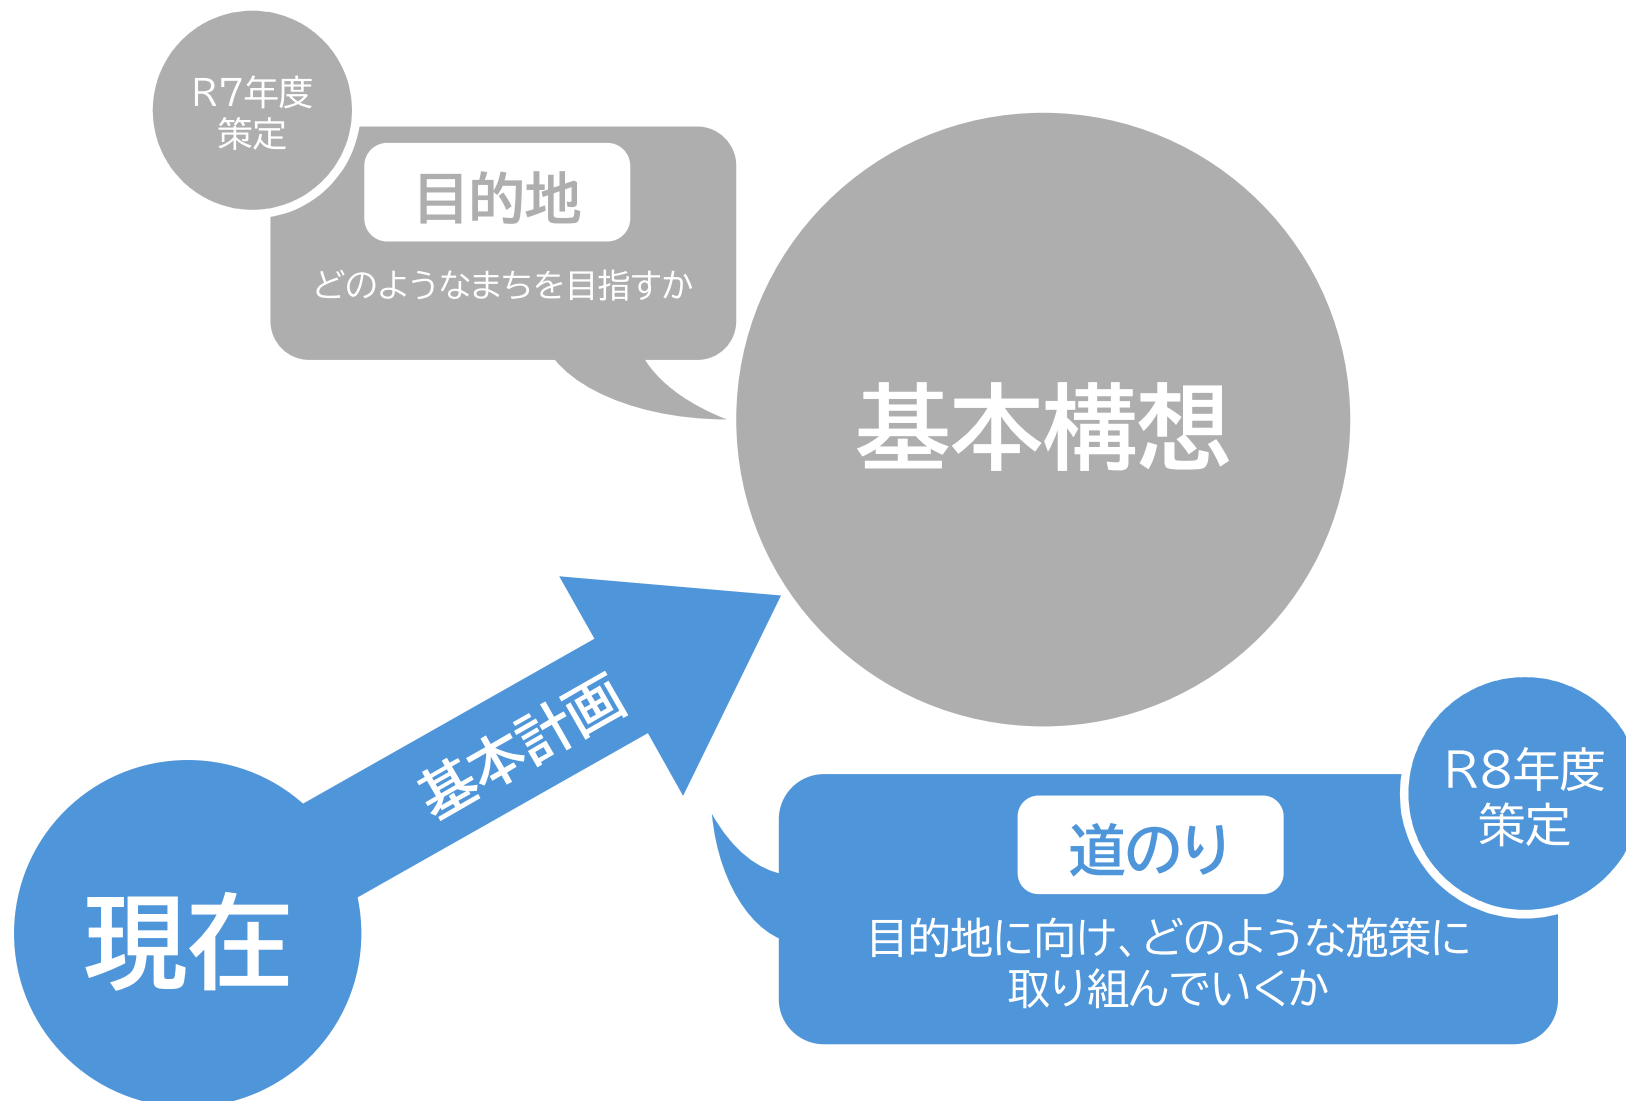 R7年度
策定
目的地
どのようなまちを目指すか
基本構想
基本計画
現在
R8年度
策定
道のり
目的地に向け、どのような施策に
取り組んでいくか